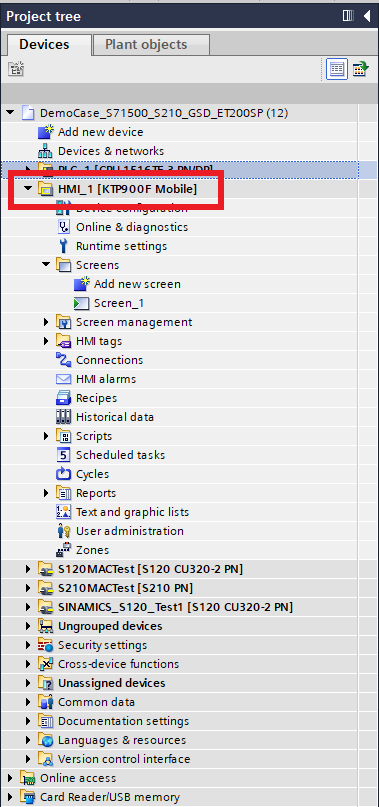 Project tree
Devices
Plant objects
DemoCase_S71500_S210_GSD_ET200SP (12)
Add new device
Devices & networks
PLC_1 [CPU 1516TF-3 PN/DP]
HMI_1 [KTP900F Mobile]
Device configuration
Online & diagnostics
Runtime settings
Screens
Add new screen
Screen_1
Screen management
HMI tags
Connections
HMI alarms
Recipes
Historical data
Scripts
Scheduled tasks
Cycles
Reports
Text and graphic lists
User administration
Zones
S120MACTest [S120 CU320-2 PN]
S210MACTest [S210 PN]
SINAMICS_S120_Test1 [S120 CU320-2 PN]
Ungrouped devices
Security settings
Cross-device functions
Unassigned devices
Common data
Documentation settings
Languages & resources
Version control interface
Online access
Card Reader/USB memory